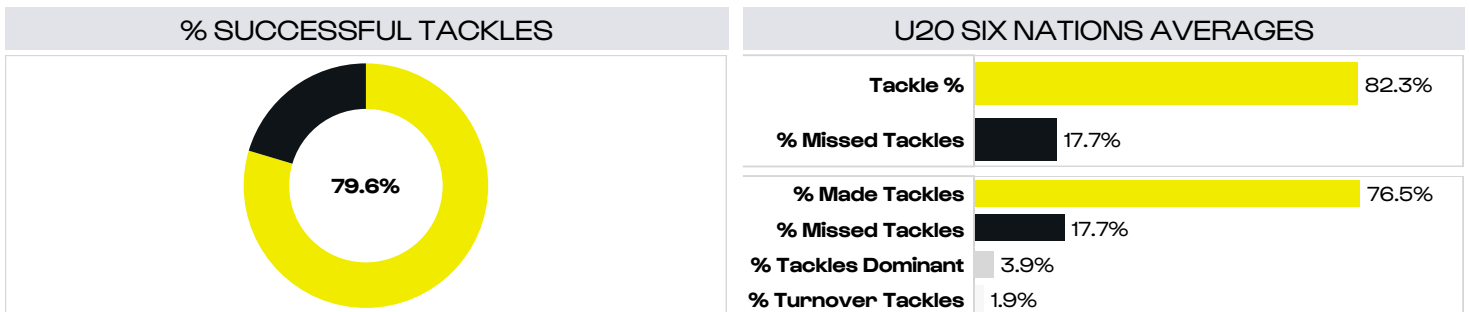 % SUCCESSFUL TACKLES
79.6%
U20 SIX NATIONS AVERAGES
Tackle % 82.3%
% Missed Tackles 17.7%
% Made Tackles 76.5%
% Missed Tackles 17.7%
% Tackles Dominant 3.9%
% Turnover Tackles 1.9%